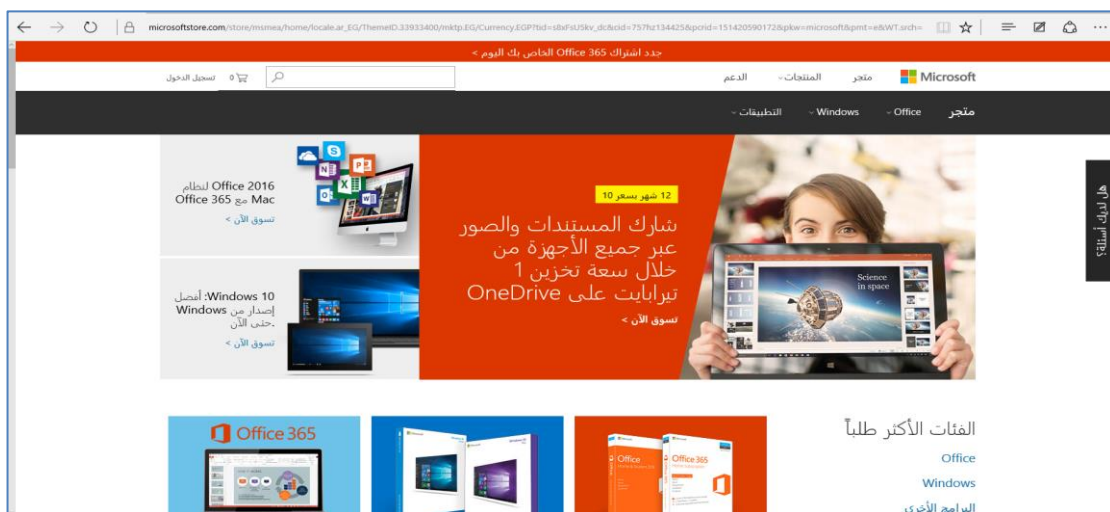 microsoftstore.com/store/msmea/home/locale.ar_EG/ThemeID.33933400/mktp.EG/Currency.EGP?tid=s8xFsU5kv_dc&cid=757hz134425&pcrid=151420590172&pkw=microsoft&pmt=e&WT.srch=
جدد اشتراك Office 365 الخاص بك اليوم >
Microsoft
متجر
المنتجات
الدعم
0
تسجيل الدخول
متجر
Office
Windows
التطبيقات
12 شهر بسعر 10
شارك المستندات والصور
عبر جميع الأجهزة من
خلال سعة تخزين 1
تيرابايت على OneDrive
تسوق الآن >
Science
in space
Office 2016 لنظام
Mac مع Office 365
تسوق الآن >
Windows 10: أفضل
إصدار من Windows
حتى الآن.
تسوق الآن >
هل لديك أسئلة؟
الفئات الأكثر طلباً
Office
Windows
البرامج الأخرى
Office
Office 365
Office 365